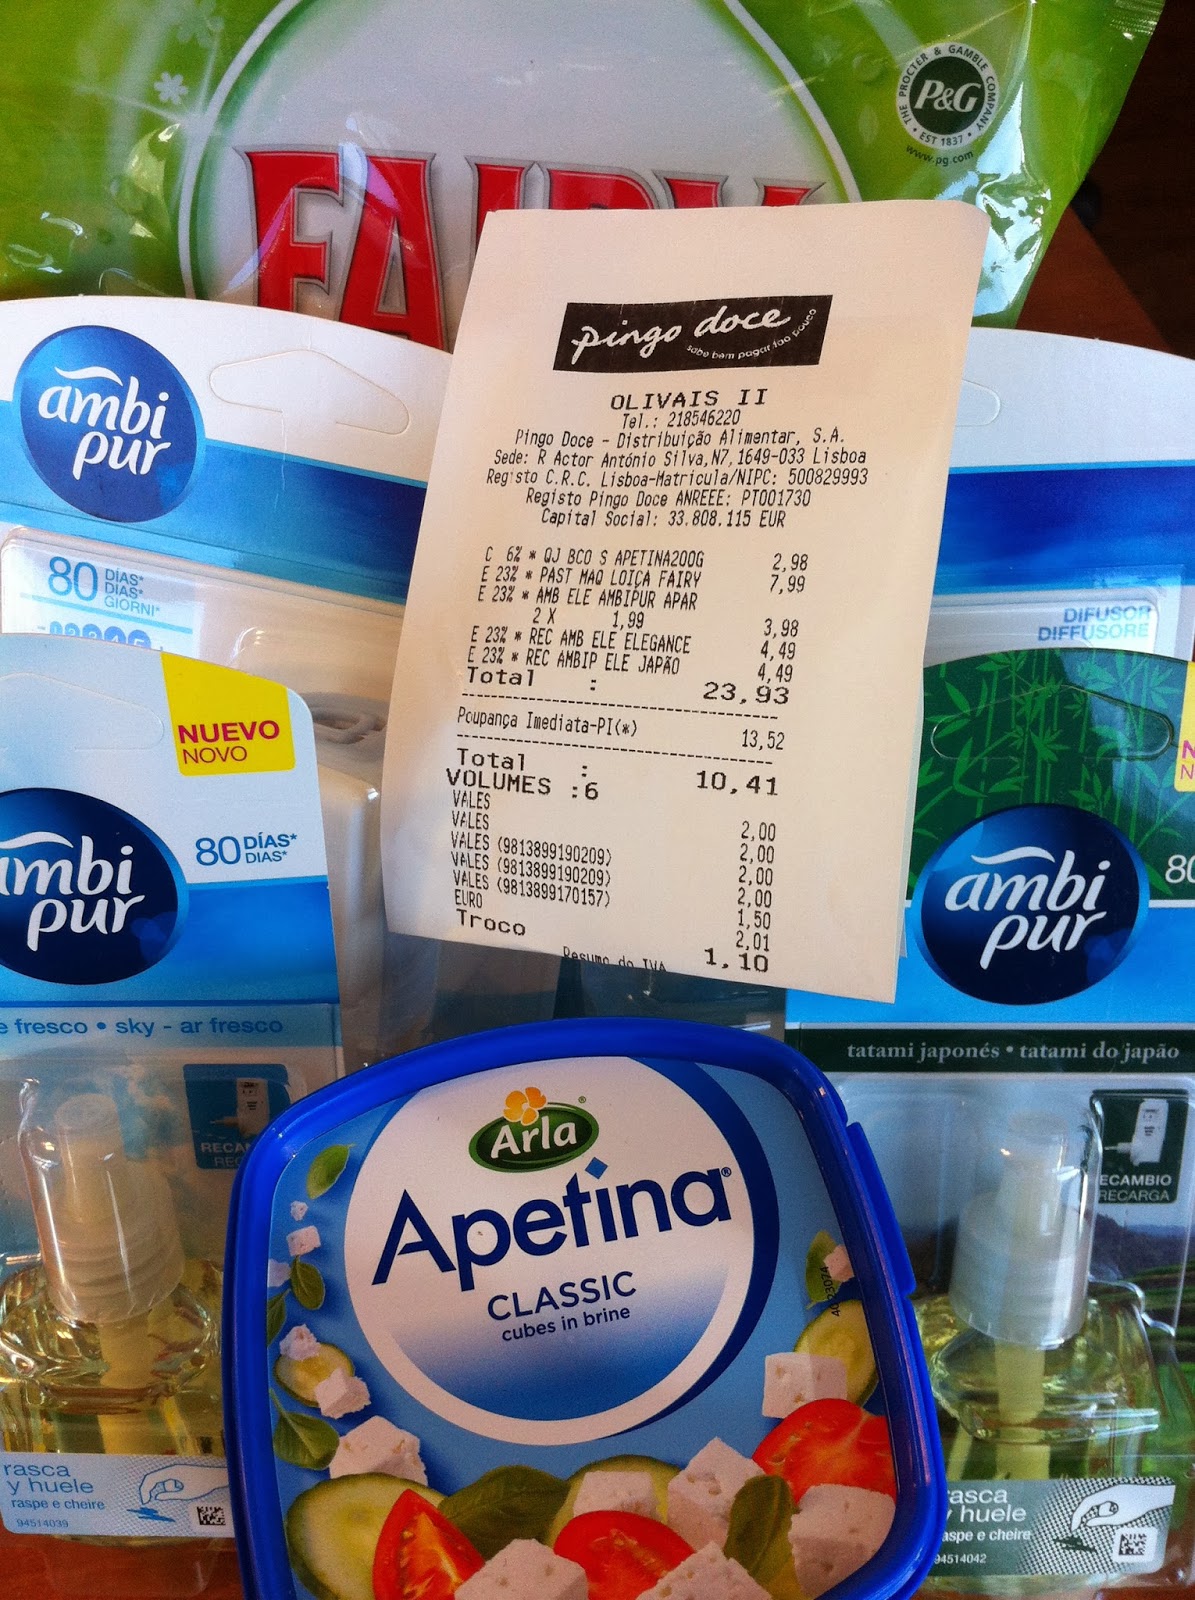 THE PROCTER & GAMBLE COMPANY
P&G
• EST 1837 •
www.pg.com
FAIRY
pingo doce
sabe bem pagar tão pouco
OLIVAIS II
Tel.: 218546220
Pingo Doce - Distribuição Alimentar, S.A.
Sede: R Actor António Silva,N7,1649-033 Lisboa
Registo C.R.C. Lisboa-Matricula/NIPC: 500829993
Registo Pingo Doce ANREEE: PT001730
Capital Social: 33.808.115 EUR
C 6% * QJ BCO S APETINA200G 2,98
E 23% * PAST MAQ LOIÇA FAIRY 7,99
E 23% * AMB ELE AMBIPUR APAR
2 X 1,99 3,98
E 23% * REC AMB ELE ELEGANCE 4,49
E 23% * REC AMBIP ELE JAPÃO 4,49
Total : 23,93
Poupança Imediata-PI(*) 13,52
Total : 10,41
VOLUMES :6
VALES 2,00
VALES 2,00
VALES (9813899190209) 2,00
VALES (9813899190209) 2,00
VALES (9813899170157) 1,50
EURO 2,01
Troco 1,10
Resumo do IVA
ambi
pur
80 DÍAS*
DIAS*
GIORNI*
DIFUSOR
DIFFUSORE
NUEVO
NOVO
ambi
pur
80 DÍAS*
DIAS*
e fresco • sky - ar fresco
rasca
y huele
raspe e cheire
94514039
ambi
pur
80
tatami japonés • tatami do japão
ECAMBIO
RECARGA
rasca
y huele
raspe e cheire
94514042
Arla
Apetina®
CLASSIC
cubes in brine